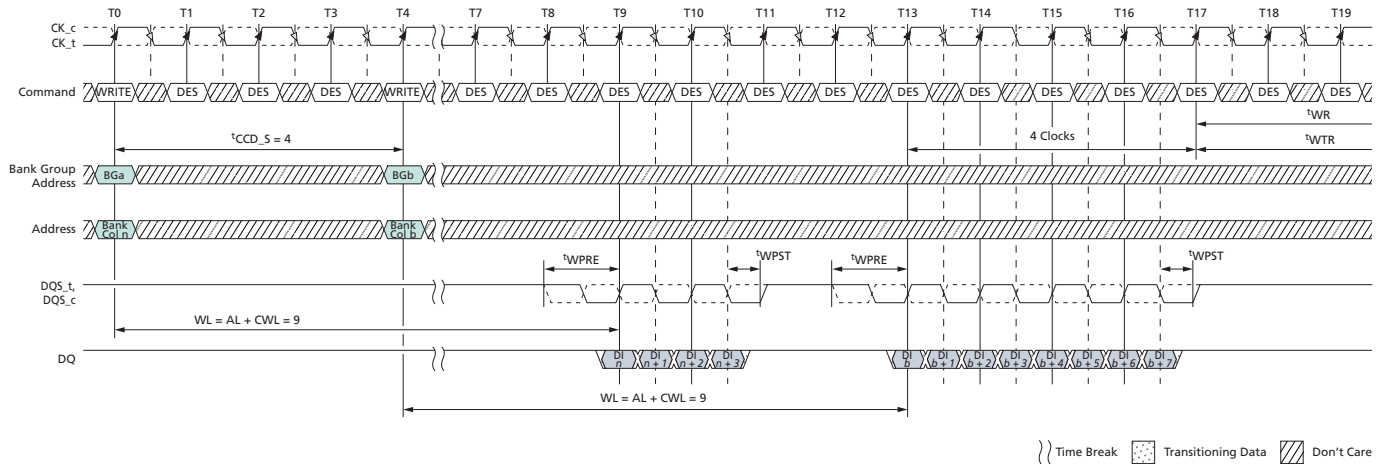 T0 T1 T2 T3 T4 T7 T8 T9 T10 T11 T12 T13 T14 T15 T16 T17 T18 T19
CK_c
CK_t
Command WRITE DES DES DES WRITE DES DES DES DES DES DES DES DES DES DES DES DES DES
tWR
tCCD_S = 4 4 Clocks tWTR
Bank Group
Address BGa BGb
Address Bank Col n Bank Col b
tWPRE tWPST tWPRE tWPST
DQS_t,
DQS_c
WL = AL + CWL = 9
DQ DI n DI n + 1 DI n + 2 DI n + 3 DI b DI b + 1 DI b + 2 DI b + 3 DI b + 4 DI b + 5 DI b + 6 DI b + 7
WL = AL + CWL = 9
Time Break Transitioning Data Don't Care